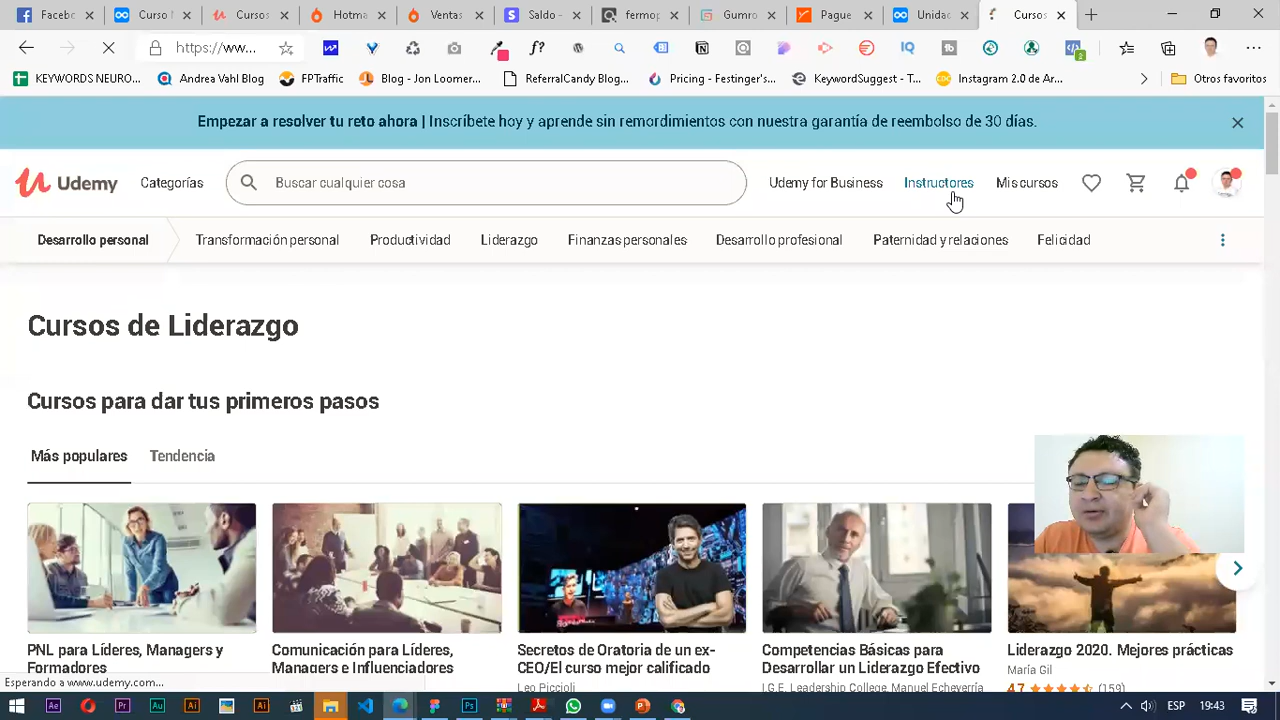 Facebo
Curso I
Cursos
Hotma
Ventas
Saldo -
fermop
Gumro
Pague
Unidac
Cursos
https://ww...
KEYWORDS NEURO...
Andrea Vahl Blog
FPTraffic
Blog - Jon Loomer...
ReferralCandy Blog...
Pricing - Festinger's...
KeywordSuggest - T...
Instagram 2.0 de Ar...
Otros favoritos
Empezar a resolver tu reto ahora | Inscríbete hoy y aprende sin remordimientos con nuestra garantía de reembolso de 30 días.
Udemy
Categorías
Buscar cualquier cosa
Udemy for Business
Instructores
Mis cursos
Desarrollo personal
Transformación personal
Productividad
Liderazgo
Finanzas personales
Desarrollo profesional
Paternidad y relaciones
Felicidad
Cursos de Liderazgo
Cursos para dar tus primeros pasos
Más populares
Tendencia
PNL para Líderes, Managers y
Formadores
Comunicación para Líderes,
Managers e Influenciadores
Secretos de Oratoria de un ex-
CEO/El curso mejor calificado
Leo Piccioli
Competencias Básicas para
Desarrollar un Liderazgo Efectivo
I.G.E. Leadership College, Manuel Echeverría
Liderazgo 2020. Mejores prácticas
María Gil
4,7 (159)
Esperando a www.udemy.com...
ESP
19:43